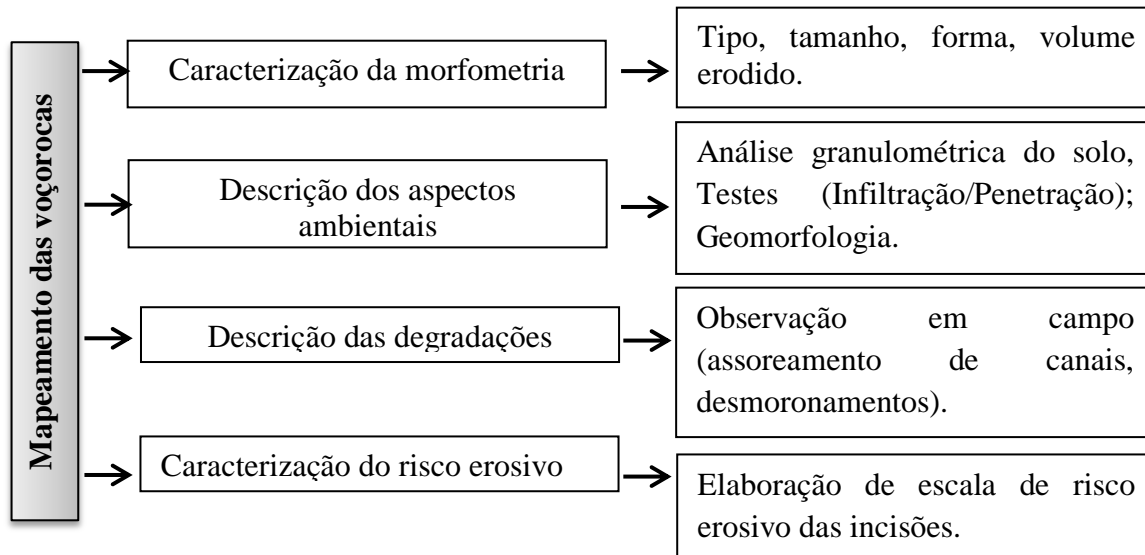 Mapeamento das voçorocas
Caracterização da morfometria
Tipo, tamanho, forma, volume
erodido.
Descrição dos aspectos
ambientais
Análise granulométrica do solo,
Testes (Infiltração/Penetração);
Geomorfologia.
Descrição das degradações
Observação em campo
(assoreamento de canais,
desmoronamentos).
Caracterização do risco erosivo
Elaboração de escala de risco
erosivo das incisões.